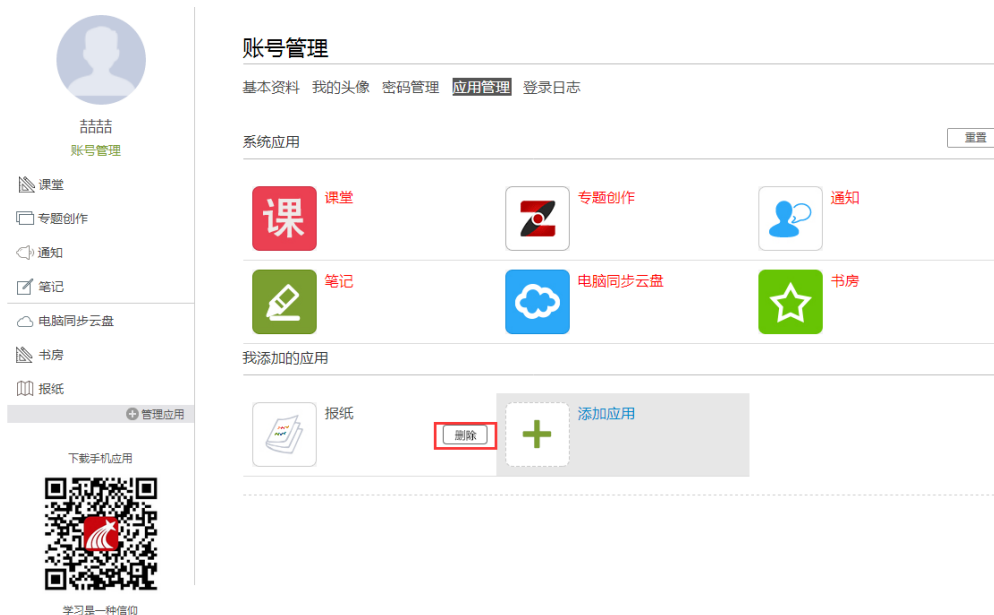 喆喆
账号管理
课堂
专题创作
通知
笔记
电脑同步云盘
书房
报纸
管理应用
下载手机应用
学习是一种信仰
账号管理
基本资料 我的头像 密码管理 应用管理 登录日志
系统应用 重置
课 课堂 专题创作 通知
笔记 电脑同步云盘 书房
我添加的应用
报纸 删除 添加应用